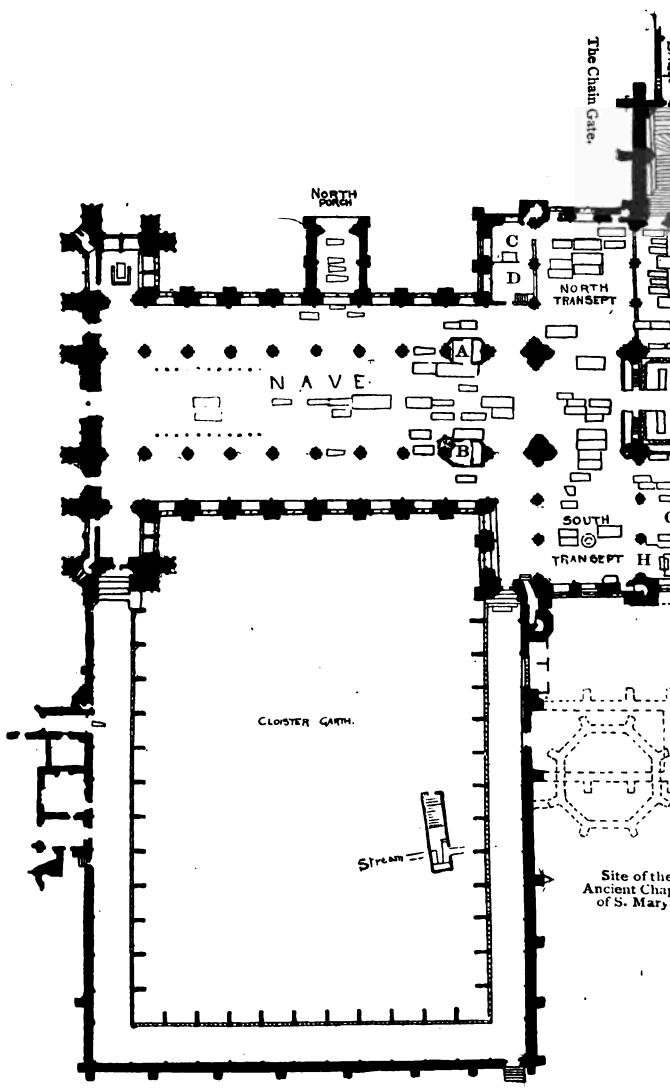 The Chain Gate.
NORTH
PORCH
C
D
NORTH
TRANSEPT
A
NAVE.
B
SOUTH
TRANSEPT
H
CLOISTER GARTH.
Stream
Site of the
Ancient Chap
of S. Mary